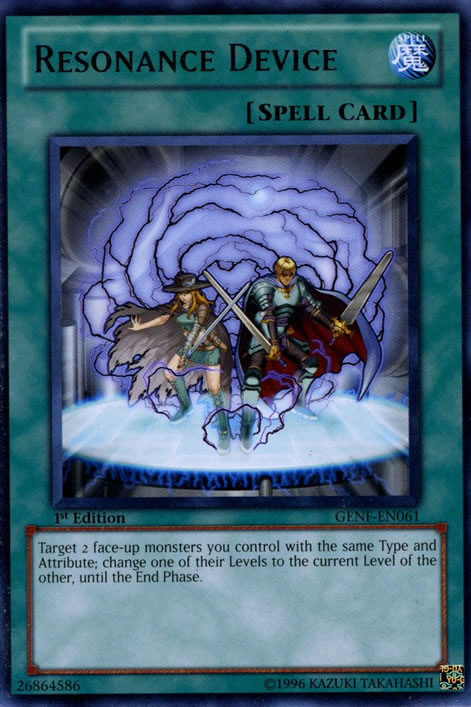 RESONANCE DEVICE
SPELL
魔
[SPELL CARD]
1st Edition
GENF-EN061
Target 2 face-up monsters you control with the same Type and
Attribute; change one of their Levels to the current Level of the
other, until the End Phase.
26864586
©1996 KAZUKI TAKAHASHI